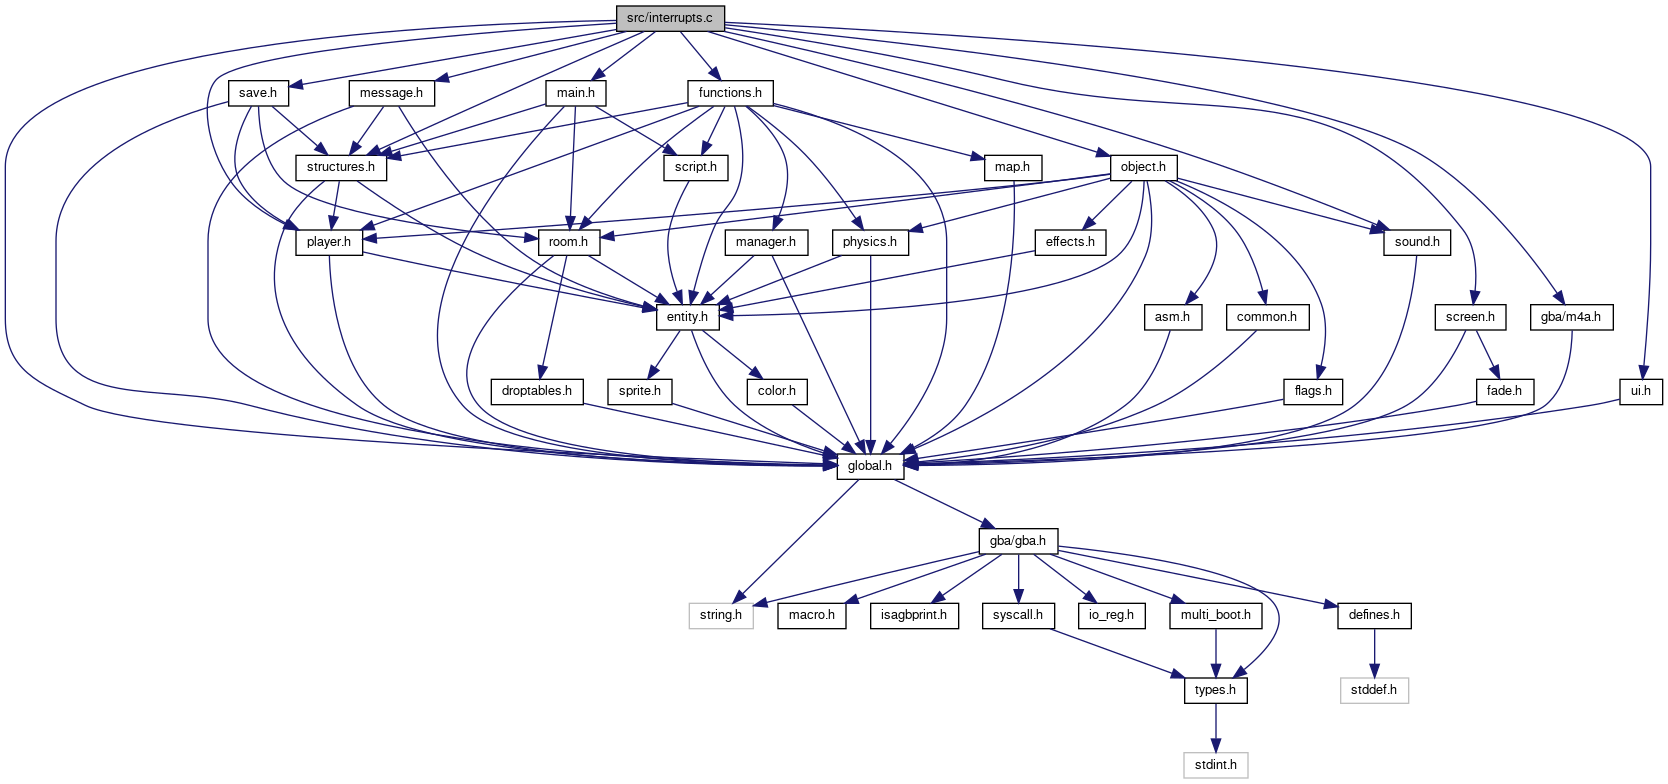 src/interrupts.c
save.h
message.h
main.h
functions.h
structures.h
script.h
map.h
object.h
player.h
room.h
manager.h
physics.h
effects.h
sound.h
entity.h
asm.h
common.h
screen.h
gba/m4a.h
droptables.h
sprite.h
color.h
flags.h
fade.h
ui.h
global.h
gba/gba.h
string.h
macro.h
isagbprint.h
syscall.h
io_reg.h
multi_boot.h
defines.h
types.h
stddef.h
stdint.h